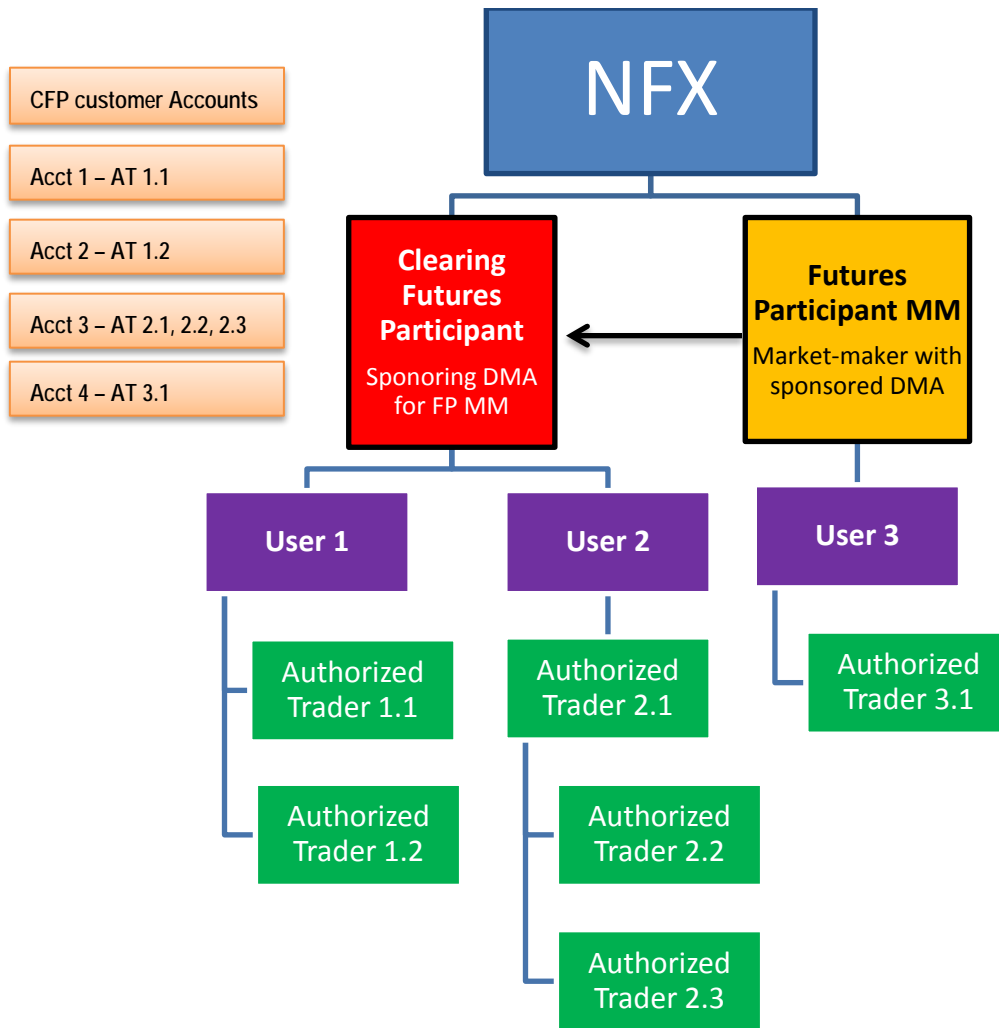 NFX
CFP customer Accounts
Acct 1 – AT 1.1
Acct 2 – AT 1.2
Acct 3 – AT 2.1, 2.2, 2.3
Acct 4 – AT 3.1
Clearing
Futures
Participant
Sponoring DMA
for FP MM
Futures
Participant MM
Market-maker with
sponsored DMA
User 1
User 2
User 3
Authorized
Trader 1.1
Authorized
Trader 1.2
Authorized
Trader 2.1
Authorized
Trader 2.2
Authorized
Trader 2.3
Authorized
Trader 3.1